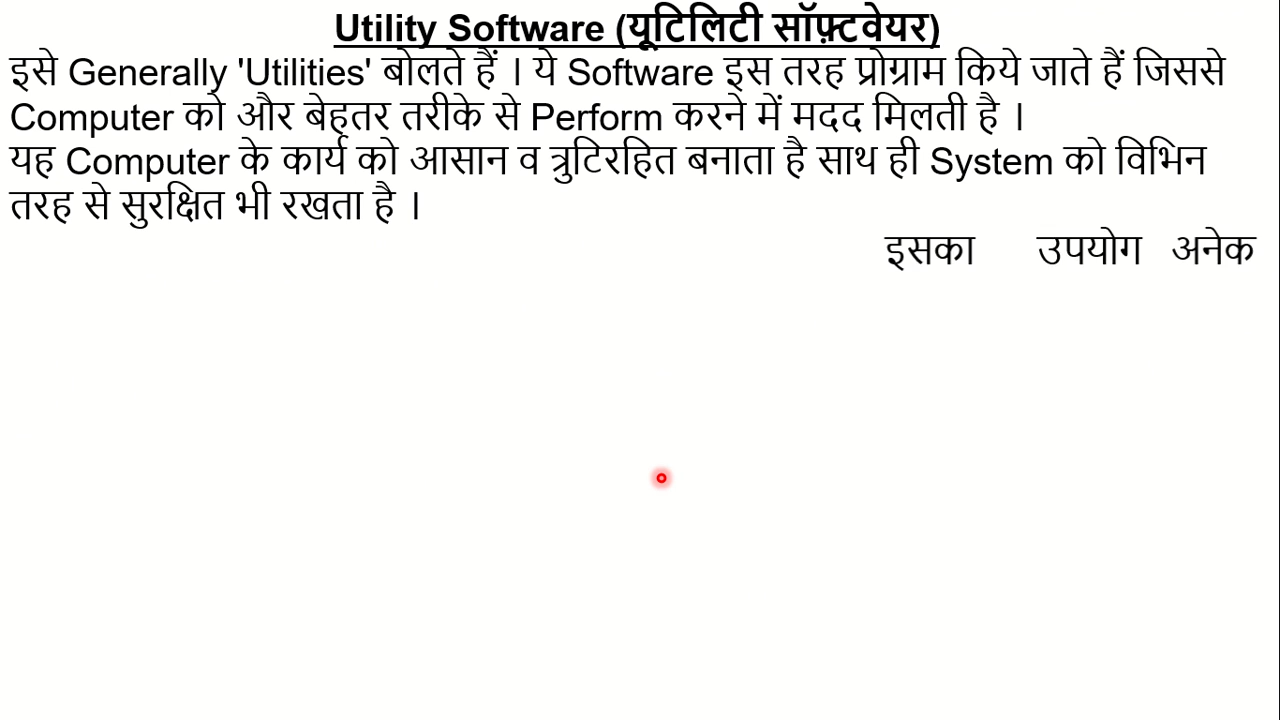 Utility Software (यूटिलिटी सॉफ़्टवेयर)
इसे Generally 'Utilities' बोलते हैं । ये Software इस तरह प्रोग्राम किये जाते हैं जिससे
Computer को और बेहतर तरीके से Perform करने में मदद मिलती है ।
यह Computer के कार्य को आसान व त्रुटिरहित बनाता है साथ ही System को विभिन
तरह से सुरक्षित भी रखता है ।
इसका उपयोग अनेक